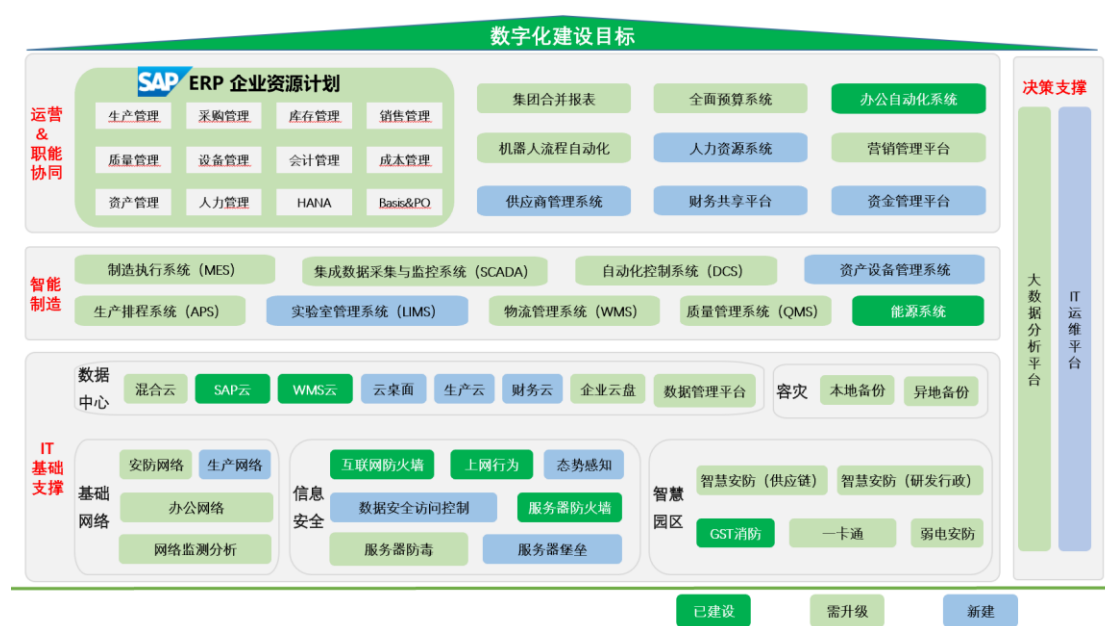 数字化建设目标
运营
&
职能
协同
SAP ERP 企业资源计划
生产管理 采购管理 库存管理 销售管理
质量管理 设备管理 会计管理 成本管理
资产管理 人力管理 HANA Basis&PO
集团合并报表 全面预算系统 办公自动化系统
机器人流程自动化 人力资源系统 营销管理平台
供应商管理系统 财务共享平台 资金管理平台
智能
制造
制造执行系统（MES） 集成数据采集与监控系统（SCADA） 自动化控制系统（DCS） 资产设备管理系统
生产排程系统（APS） 实验室管理系统（LIMS） 物流管理系统（WMS） 质量管理系统（QMS） 能源系统
IT
基础
支撑
数据
中心
混合云 SAP云 WMS云 云桌面 生产云 财务云 企业云盘 数据管理平台
容灾 本地备份 异地备份
基础
网络
安防网络 生产网络
办公网络
网络监测分析
信息
安全
互联网防火墙 上网行为 态势感知
数据安全访问控制 服务器防火墙
服务器防毒 服务器堡垒
智慧
园区
智慧安防（供应链） 智慧安防（研发行政）
GST消防 一卡通 弱电安防
决策支撑
大数据分析平台
IT运维平台
已建设 需升级 新建